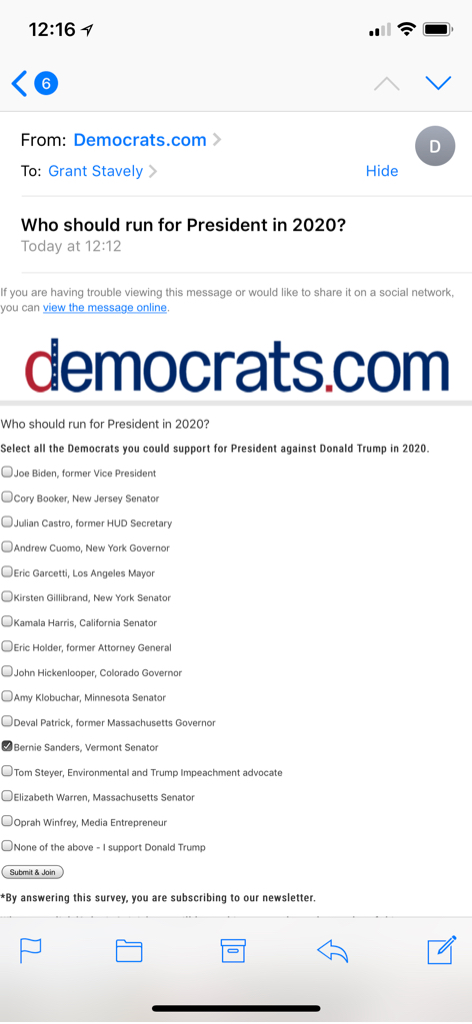 12:16
6
From: Democrats.com
D
To: Grant Stavely
Hide
Who should run for President in 2020?
Today at 12:12
If you are having trouble viewing this message or would like to share it on a social network,
you can view the message online.
democrats.com
Who should run for President in 2020?
Select all the Democrats you could support for President against Donald Trump in 2020.
Joe Biden, former Vice President
Cory Booker, New Jersey Senator
Julian Castro, former HUD Secretary
Andrew Cuomo, New York Governor
Eric Garcetti, Los Angeles Mayor
Kirsten Gillibrand, New York Senator
Kamala Harris, California Senator
Eric Holder, former Attorney General
John Hickenlooper, Colorado Governor
Amy Klobuchar, Minnesota Senator
Deval Patrick, former Massachusetts Governor
Bernie Sanders, Vermont Senator
Tom Steyer, Environmental and Trump Impeachment advocate
Elizabeth Warren, Massachusetts Senator
Oprah Winfrey, Media Entrepreneur
None of the above - I support Donald Trump
Submit & Join
*By answering this survey, you are subscribing to our newsletter.